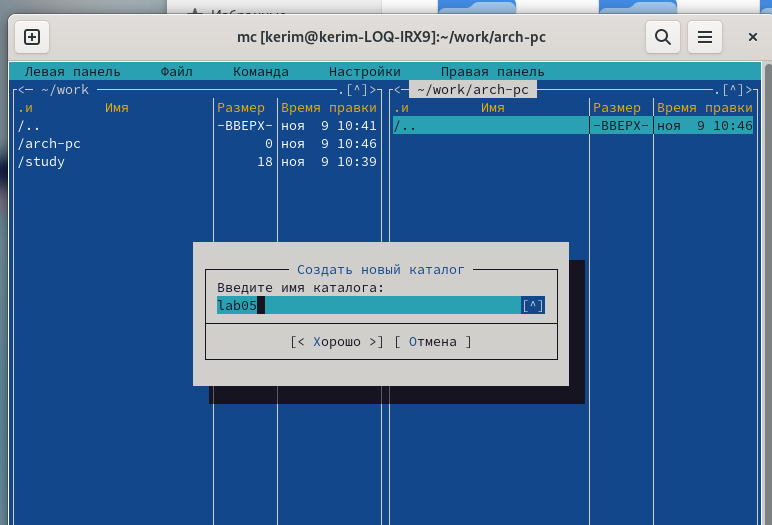 Избранные
mc [kerim@kerim-LOQ-IRX9]:~/work/arch-pc
Левая панель Файл Команда Настройки Правая панель
<─ ~/work ─.[^]>
.и Имя Размер Время правки
/.. -ВВЕРХ- ноя 9 10:41
/arch-pc 0 ноя 9 10:46
/study 18 ноя 9 10:39
<─ ~/work/arch-pc ─.[^]>
.и Имя Размер Время правки
/.. -ВВЕРХ- ноя 9 10:46
Создать новый каталог
Введите имя каталога:
lab05 [^]
[< Хорошо >] [ Отмена ]